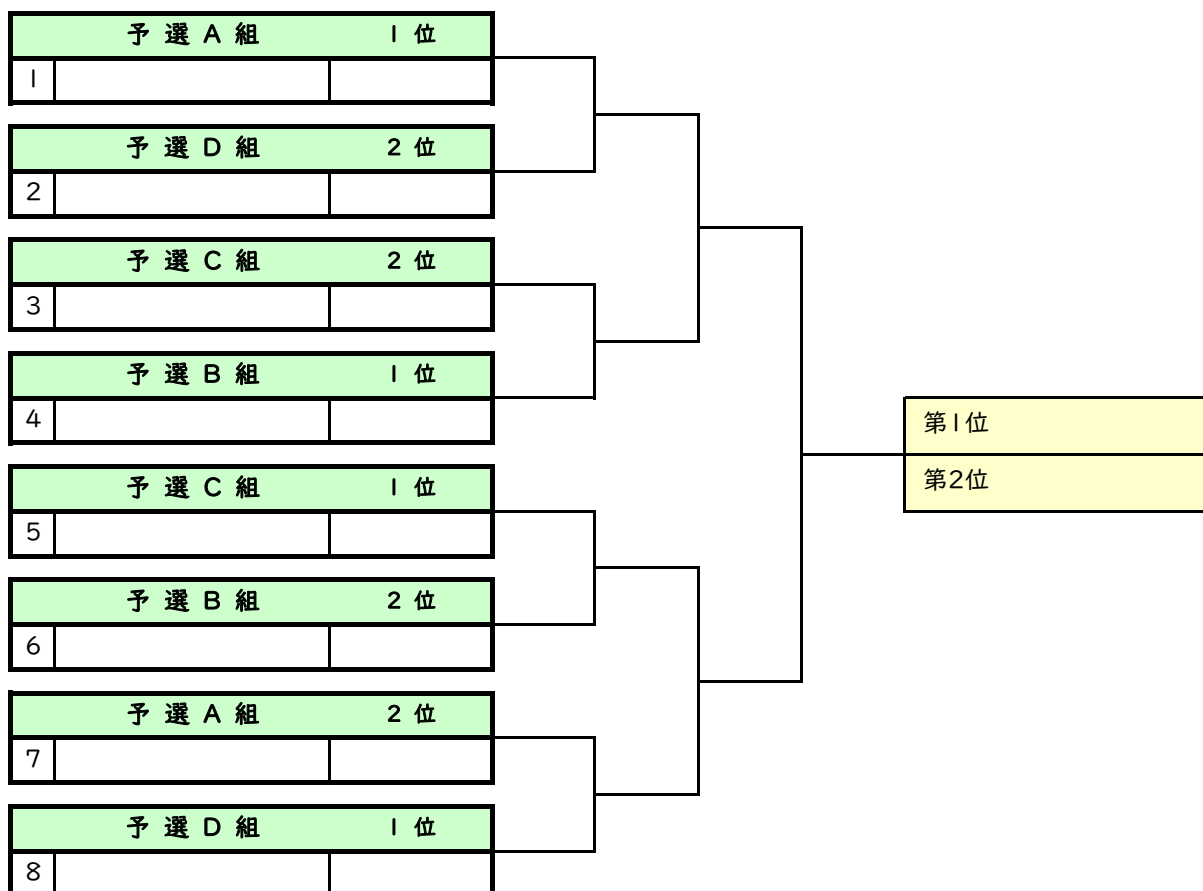 予選A組 1位
1
予選D組 2位
2
予選C組 2位
3
予選B組 1位
4
第1位
第2位
予選C組 1位
5
予選B組 2位
6
予選A組 2位
7
予選D組 1位
8